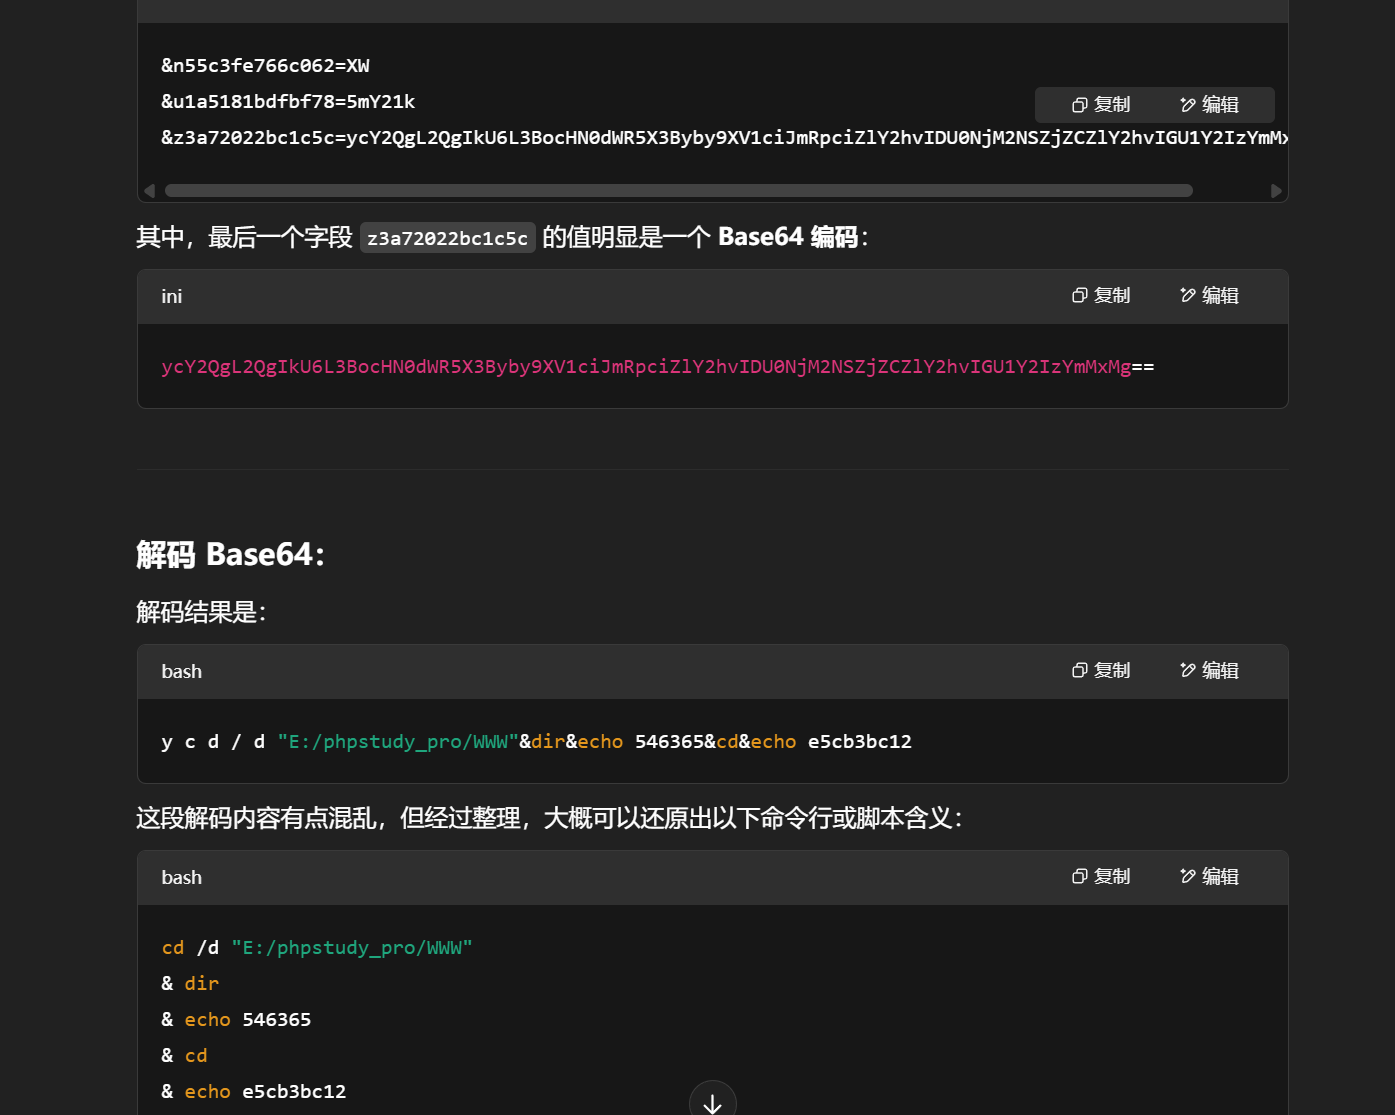 &n55c3fe766c062=XW
&u1a5181bdfbf78=5mY21k
复制 编辑
&z3a72022bc1c5c=ycY2QgL2QgIkU6L3BocHN0dWR5X3Byby9XV1ciJmRpciZlY2hvIDU0NjM2NSZjZCZlY2hvIGU1Y2IzYmMx
其中，最后一个字段 z3a72022bc1c5c 的值明显是一个 Base64 编码：
ini 复制 编辑
ycY2QgL2QgIkU6L3BocHN0dWR5X3Byby9XV1ciJmRpciZlY2hvIDU0NjM2NSZjZCZlY2hvIGU1Y2IzYmMxMg==
解码 Base64：
解码结果是：
bash 复制 编辑
y c d / d "E:/phpstudy_pro/WWW"&dir&echo 546365&cd&echo e5cb3bc12
这段解码内容有点混乱，但经过整理，大概可以还原出以下命令行或脚本含义：
bash 复制 编辑
cd /d "E:/phpstudy_pro/WWW"
& dir
& echo 546365
& cd
& echo e5cb3bc12